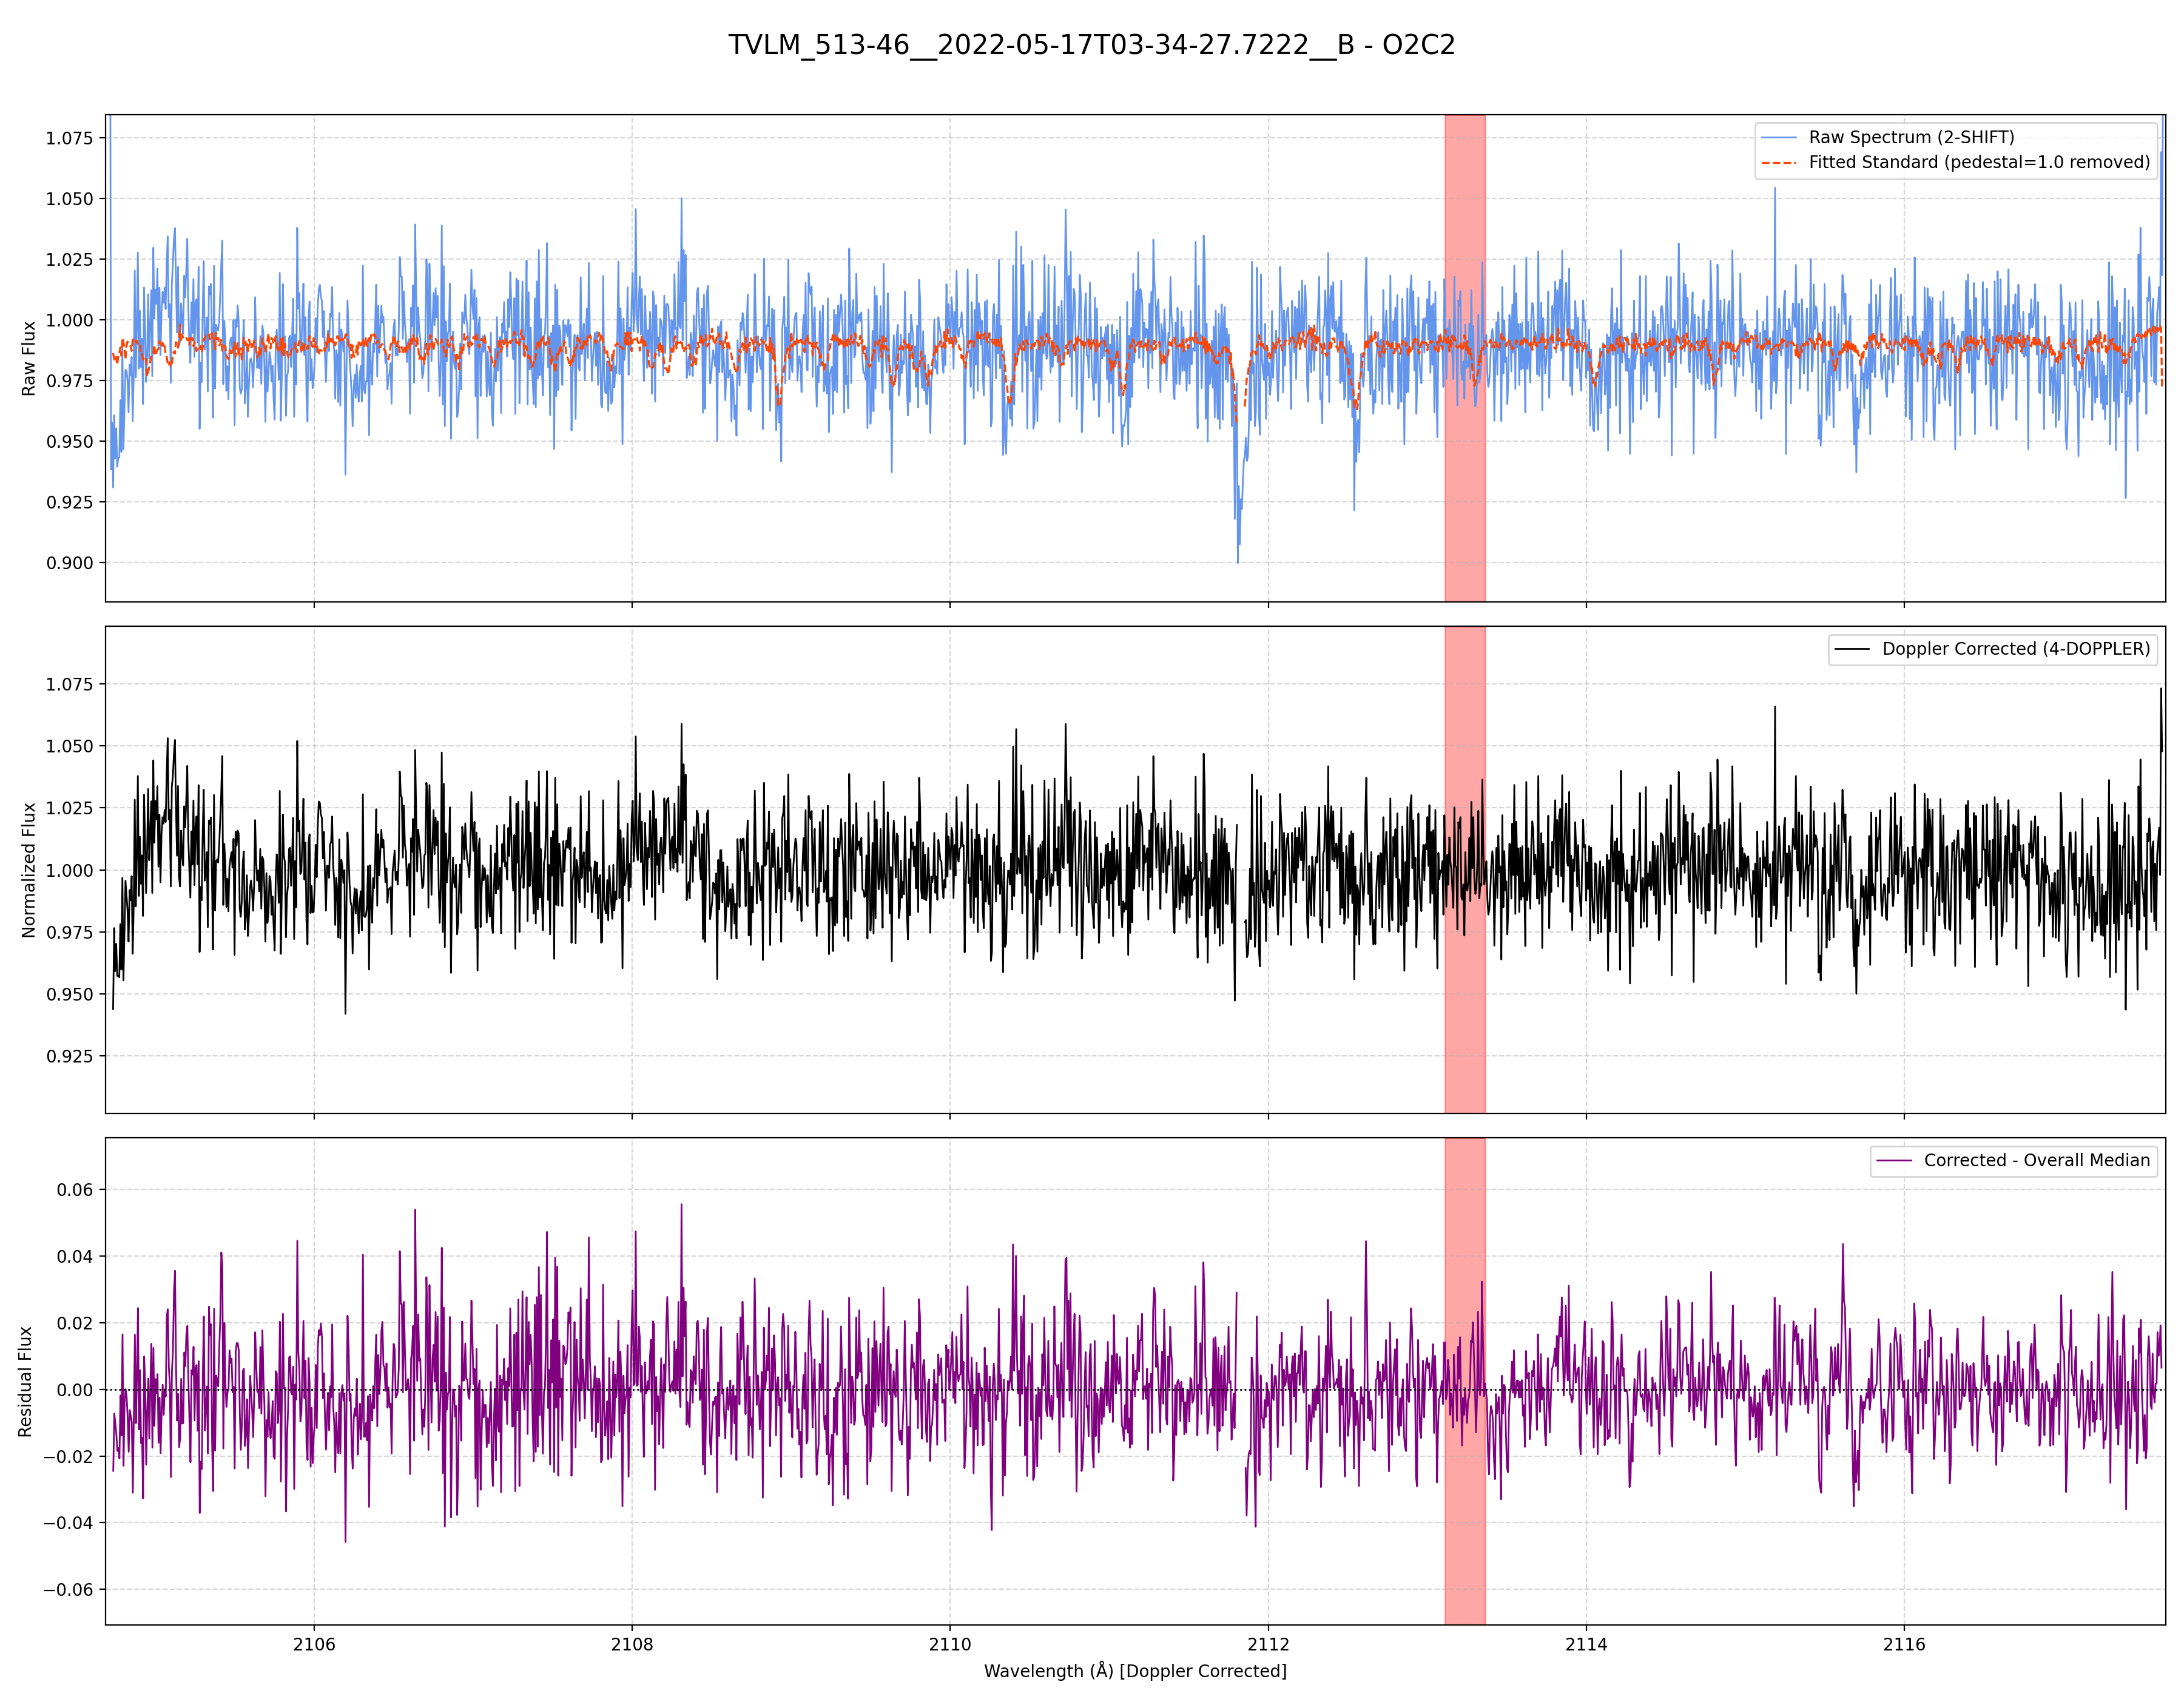 TVLM_513-46__2022-05-17T03-34-27.7222__B - O2C2
Raw Flux
1.075
1.050
1.025
1.000
0.975
0.950
0.925
0.900
Raw Spectrum (2-SHIFT)
Fitted Standard (pedestal=1.0 removed)
Normalized Flux
1.075
1.050
1.025
1.000
0.975
0.950
0.925
Doppler Corrected (4-DOPPLER)
Residual Flux
0.06
0.04
0.02
0.00
−0.02
−0.04
−0.06
Corrected - Overall Median
2106 2108 2110 2112 2114 2116
Wavelength (Å) [Doppler Corrected]